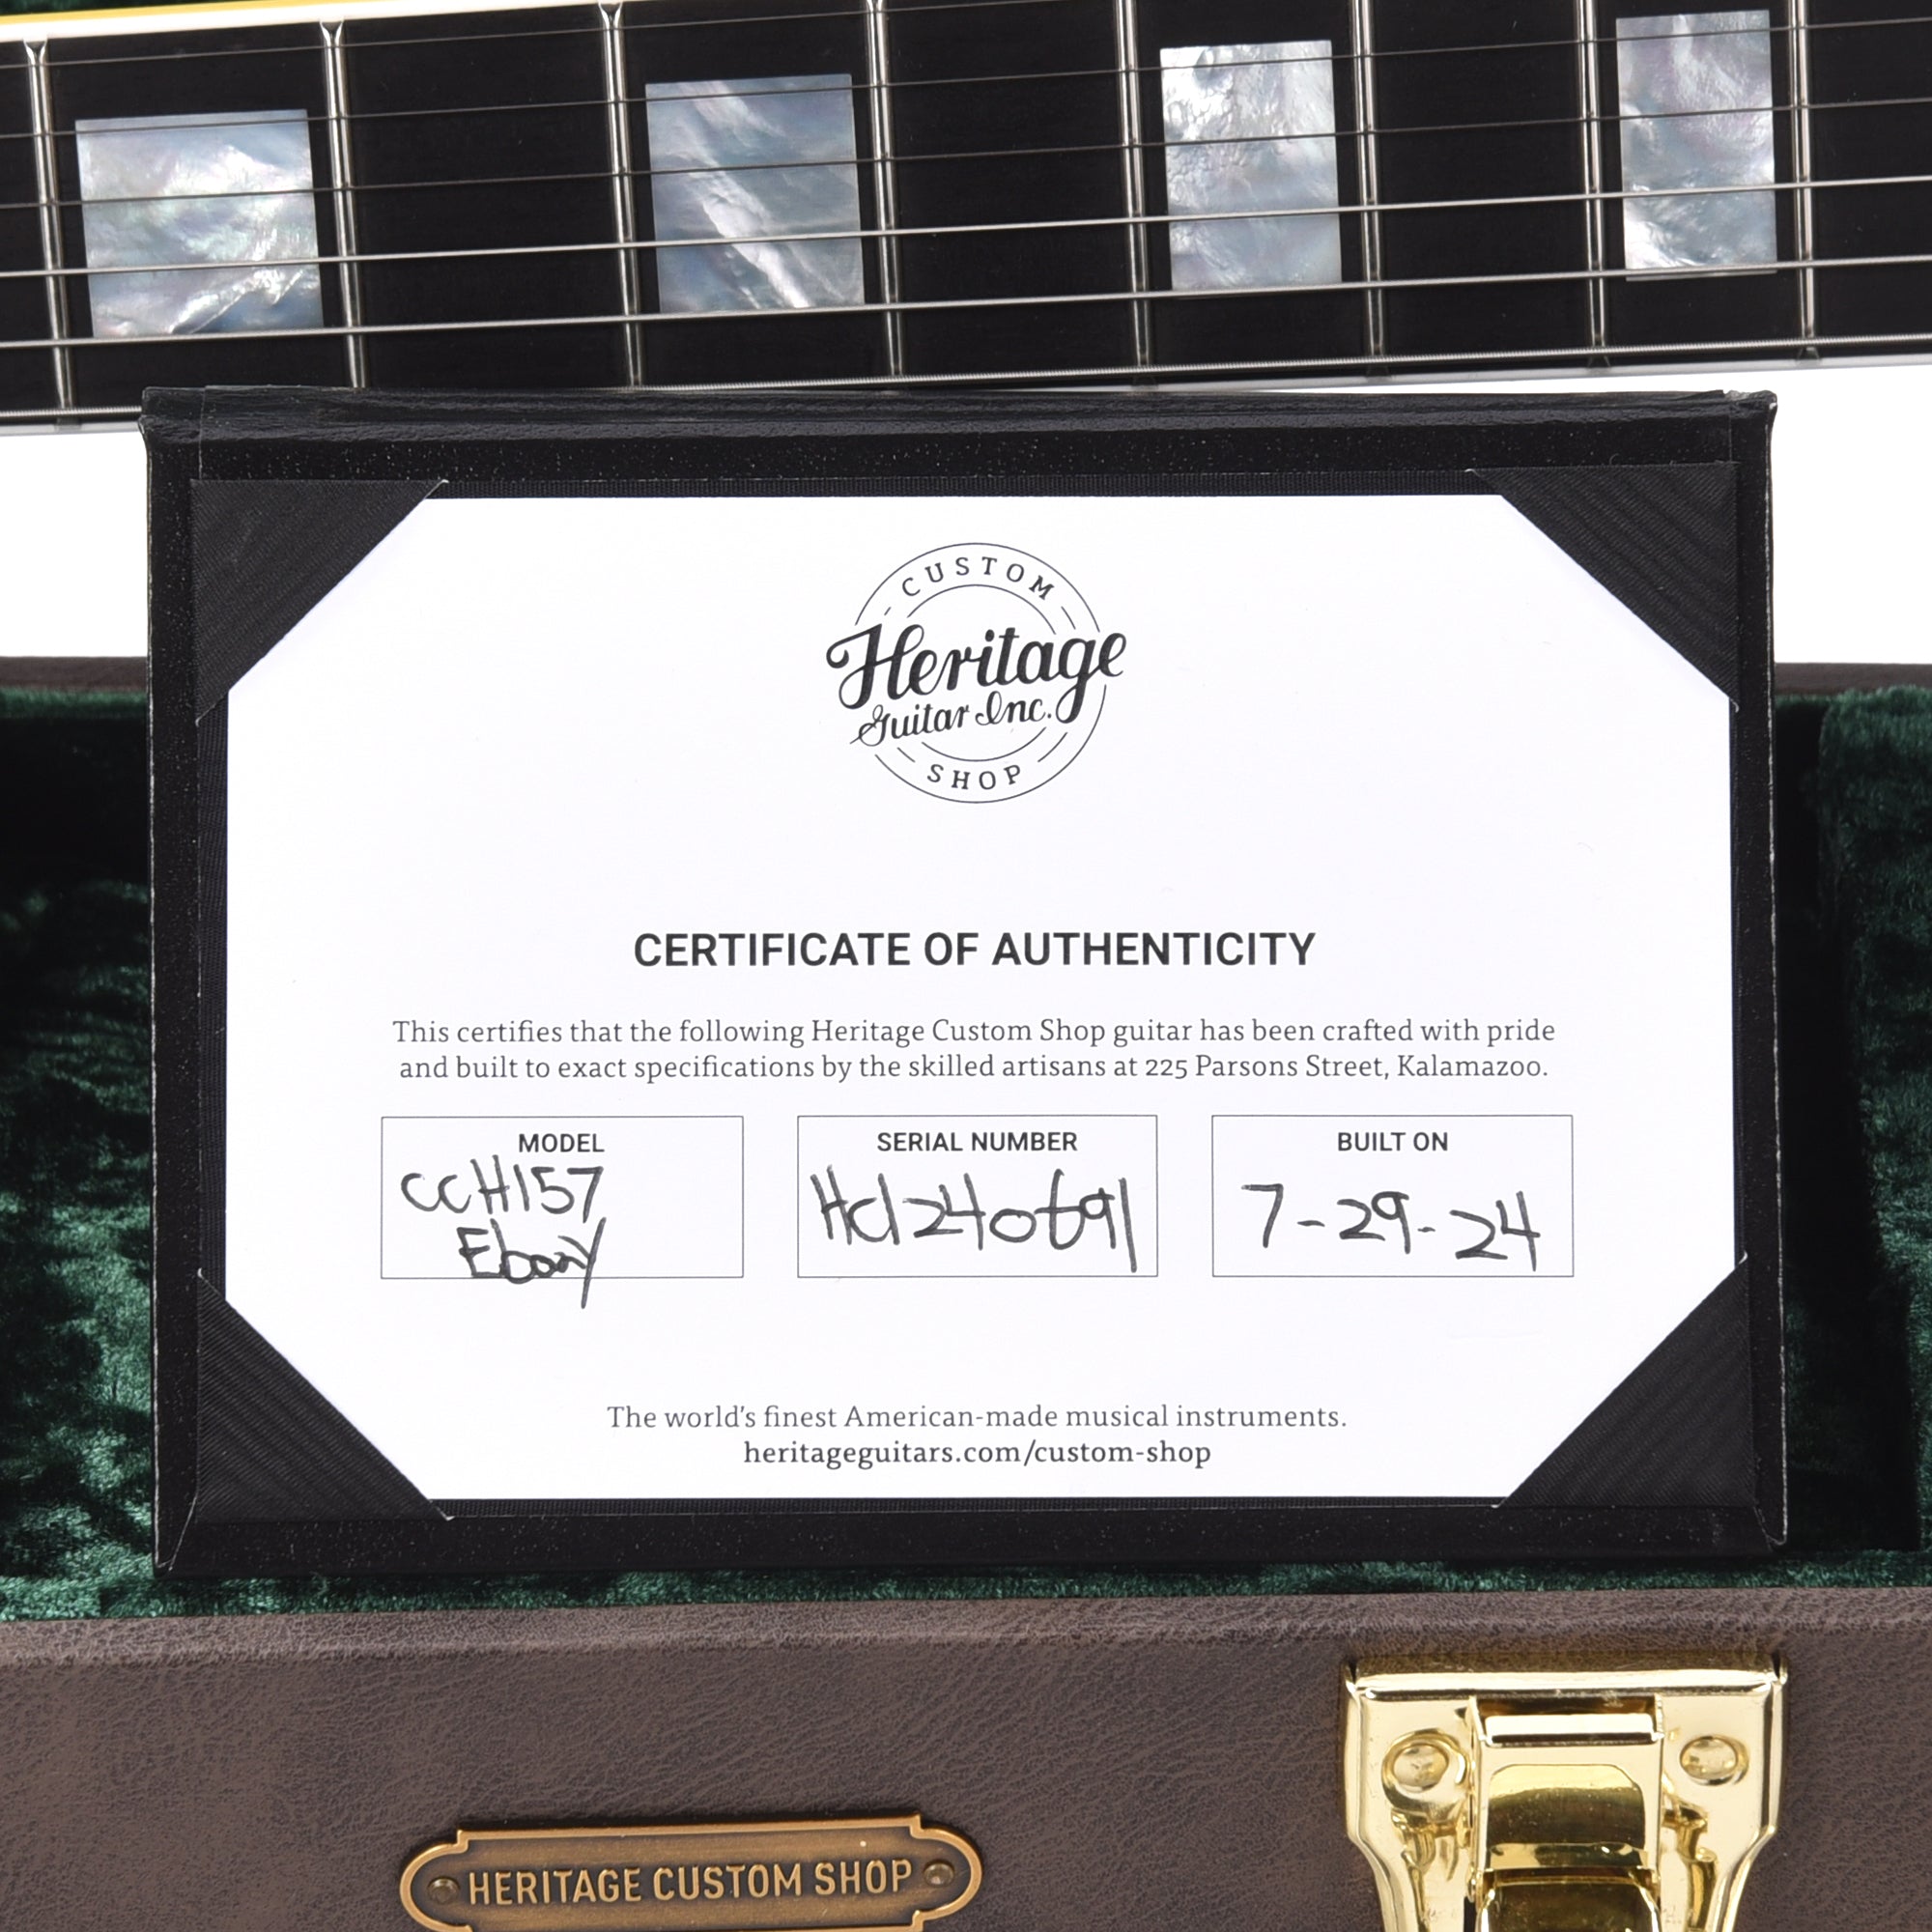 CUSTOM
Heritage
Guitar Inc.
SHOP
CERTIFICATE OF AUTHENTICITY
This certifies that the following Heritage Custom Shop guitar has been crafted with pride
and built to exact specifications by the skilled artisans at 225 Parsons Street, Kalamazoo.
MODEL
CCH157
Ebony
SERIAL NUMBER
HC1240691
BUILT ON
7-29-24
The world's finest American-made musical instruments.
heritageguitars.com/custom-shop
HERITAGE CUSTOM SHOP